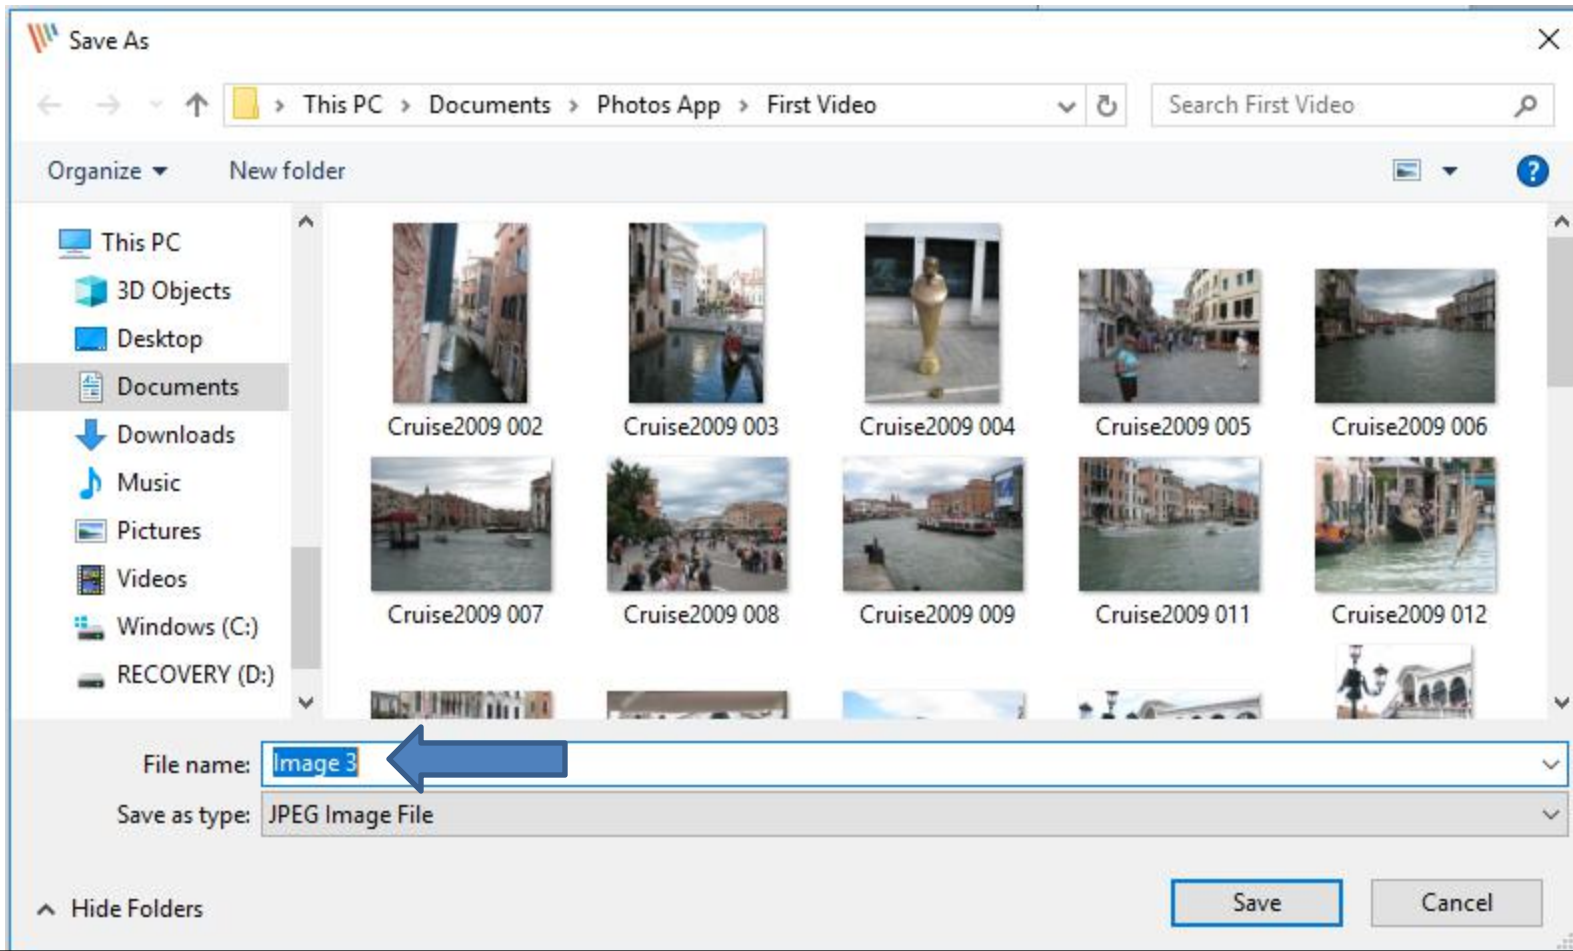 Save As
This PC > Documents > Photos App > First Video
Search First Video
Organize
New folder
This PC
3D Objects
Desktop
Documents
Downloads
Music
Pictures
Videos
Windows (C:)
RECOVERY (D:)
Cruise2009 002
Cruise2009 003
Cruise2009 004
Cruise2009 005
Cruise2009 006
Cruise2009 007
Cruise2009 008
Cruise2009 009
Cruise2009 011
Cruise2009 012
File name: Image 3
Save as type: JPEG Image File
Hide Folders
Save
Cancel